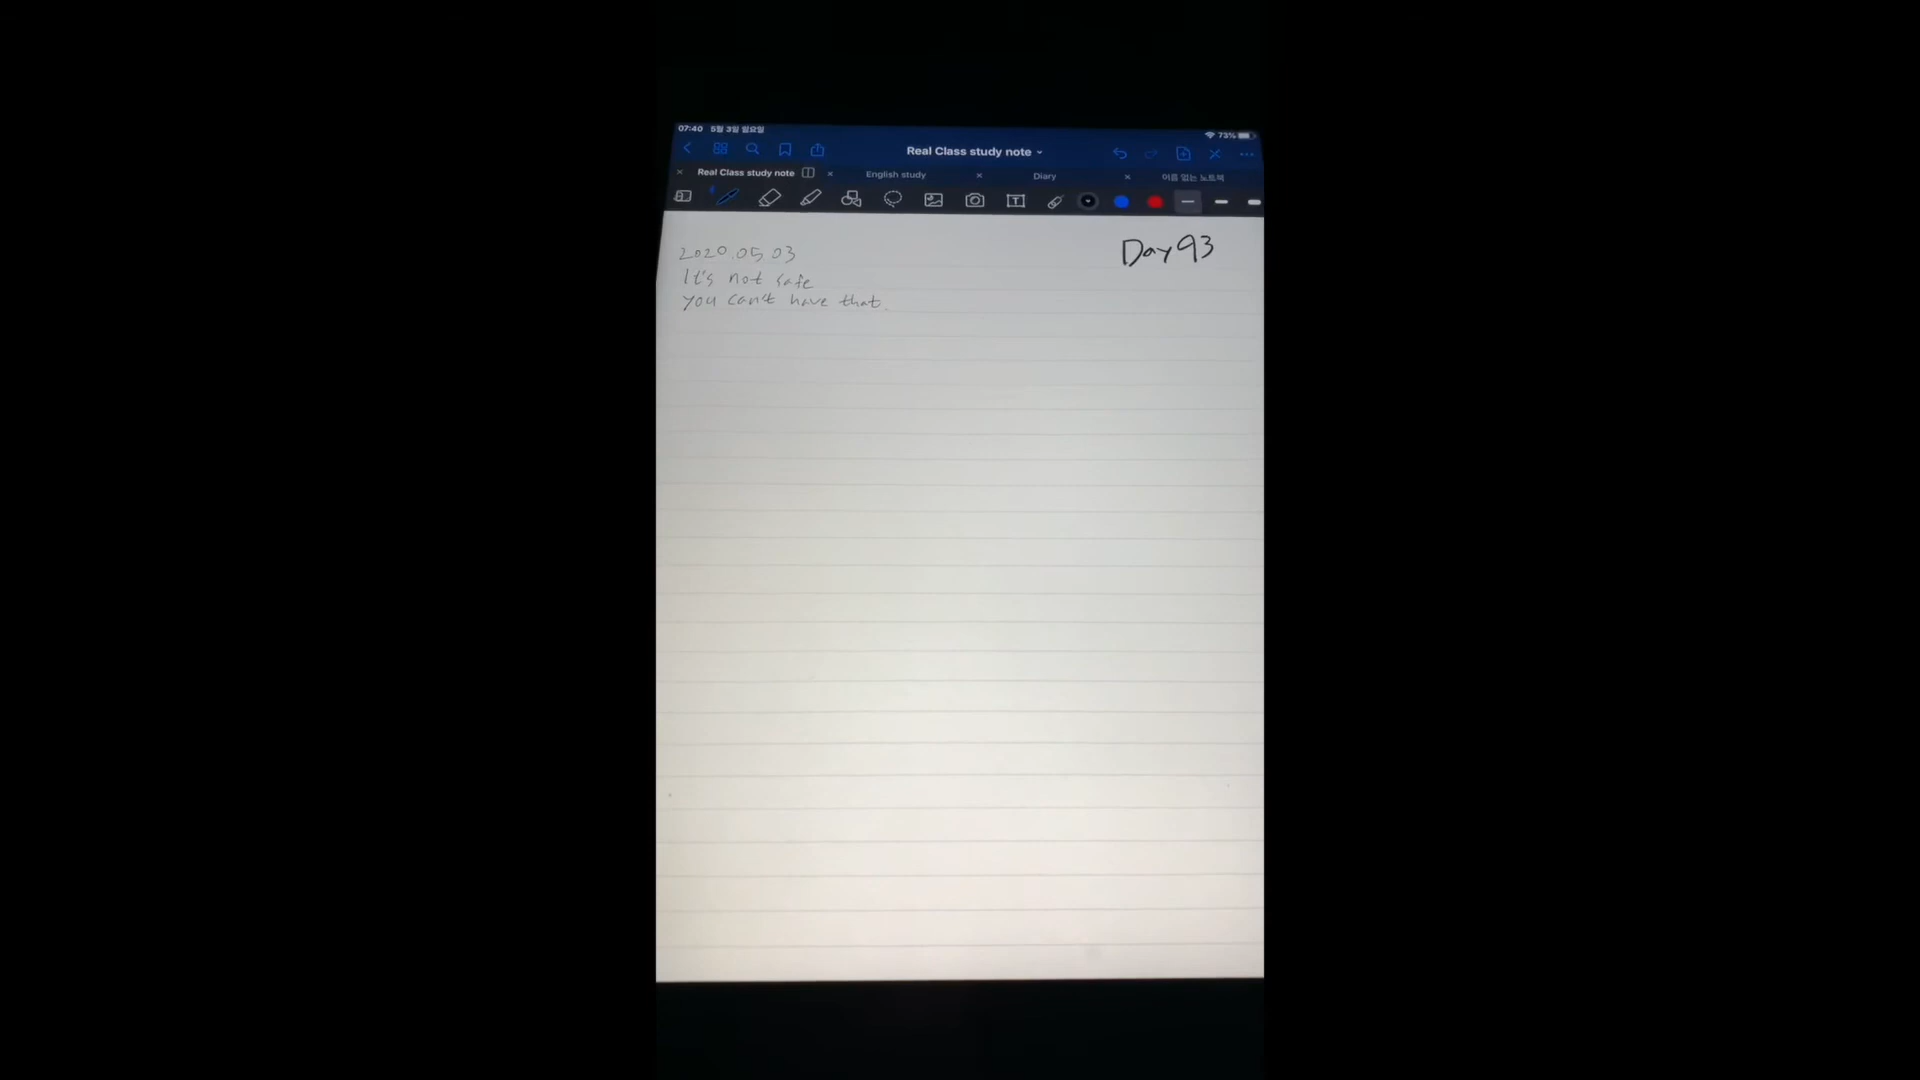 07:40 5월 3일 일요일 73%
Real Class study note
Real Class study note English study Diary 이름 없는 노트북
2020.05 03 Day 93
It's not safe
you can't have that.